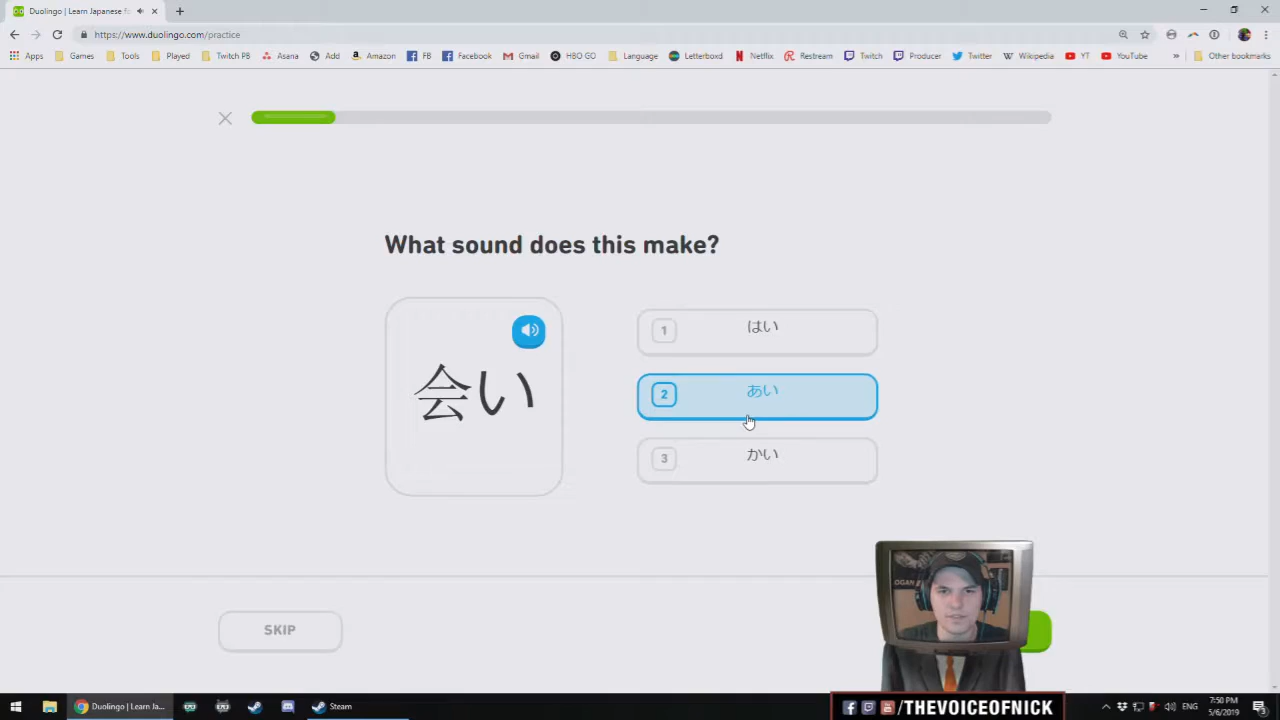 Duolingo | Learn Japanese f
https://www.duolingo.com/practice
Apps Games Tools Played Twitch PB Asana Add Amazon FB Facebook Gmail HBO GO Language Letterboxd Netflix Restream Twitch Producer Twitter Wikipedia YT YouTube » Other bookmarks
What sound does this make?
会い
1 はい
2 あい
3 かい
SKIP
OGAN
/THEVOICEOFNICK
Duolingo | Learn Ja...
Steam
ENG
7:50 PM
5/6/2019